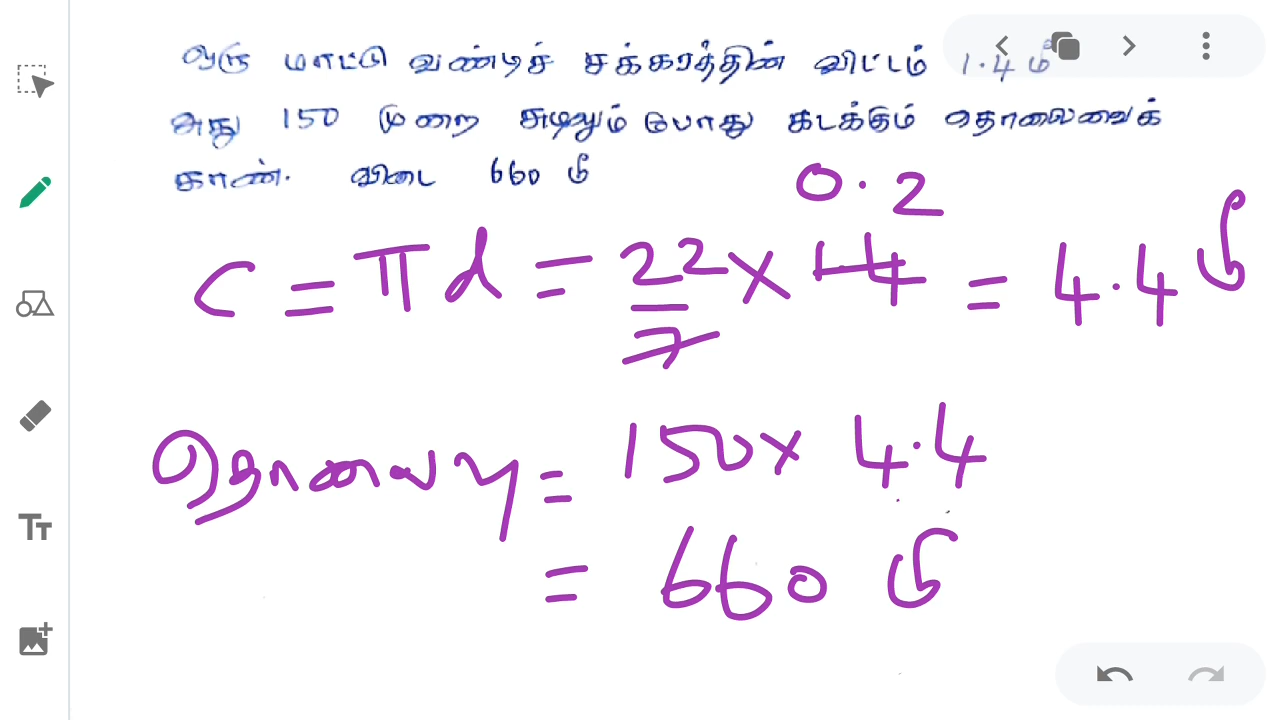 ஒரு மாட்டு வண்டிச் சக்கரத்தின் விட்டம் 1.4 மீ
அது 150 முறை சுழலும் போது கடக்கும் தொலைவைக்
காண். விடை 660 மீ
0.2
C = πd = 22/7 × 1.4 = 4.4 மீ
தொலைவு = 150 × 4.4
= 660 மீ
Tт